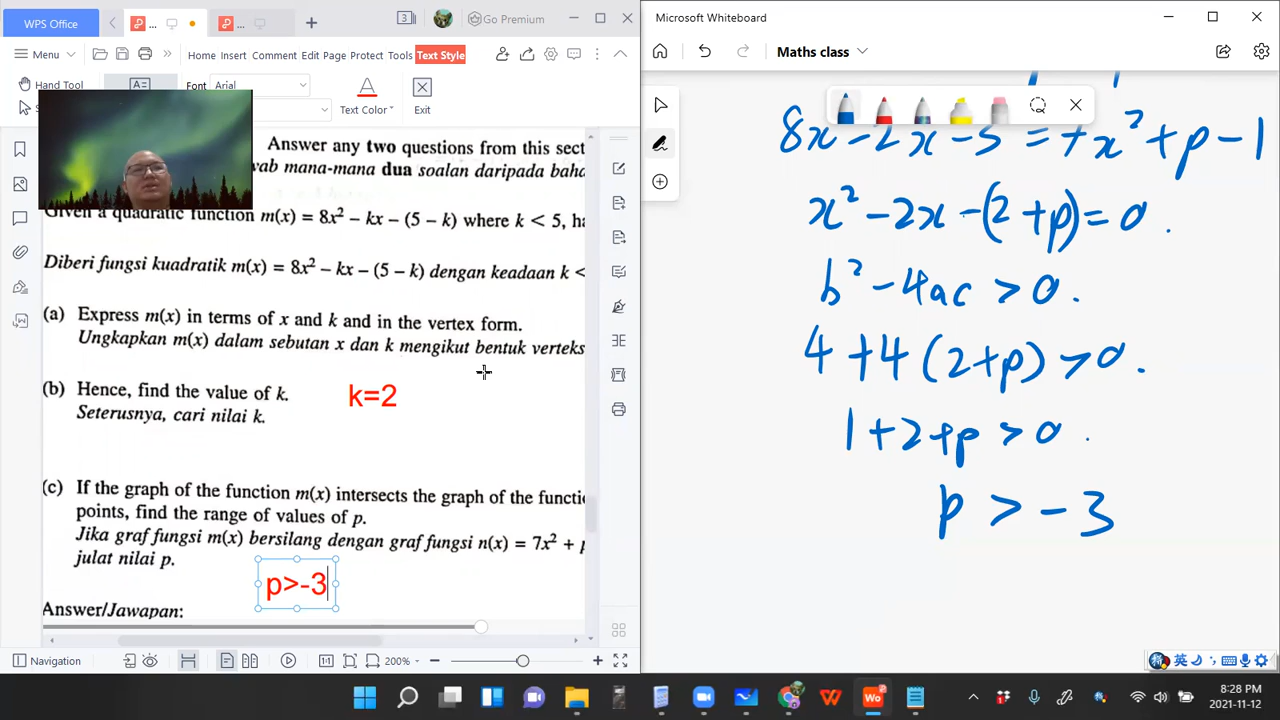 WPS Office
...
...
3
Go Premium
Menu
Home Insert Comment Edit Page Protect Tools Text Style
Hand Tool
Font Arial
Text Color
Exit
Answer any two questions from this sect
wab mana-mana dua soalan daripada baha
Given a quadratic function m(x) = 8x² − kx − (5 − k) where k < 5, ha
Diberi fungsi kuadratik m(x) = 8x² − kx − (5 − k) dengan keadaan k <
(a) Express m(x) in terms of x and k and in the vertex form.
Ungkapkan m(x) dalam sebutan x dan k mengikut bentuk verteks
(b) Hence, find the value of k.
k=2
Seterusnya, cari nilai k.
(c) If the graph of the function m(x) intersects the graph of the functi
points, find the range of values of p.
Jika graf fungsi m(x) bersilang dengan graf fungsi n(x) = 7x² + p
julat nilai p.
p>-3
Answer/Jawapan:
Navigation
200%
Microsoft Whiteboard
Maths class
x² − 2x − (2 + p) = 0.
b² − 4ac > 0.
4 + 4 (2+p) > 0.
1 + 2 + p > 0.
p > − 3
英
8:28 PM
2021-11-12